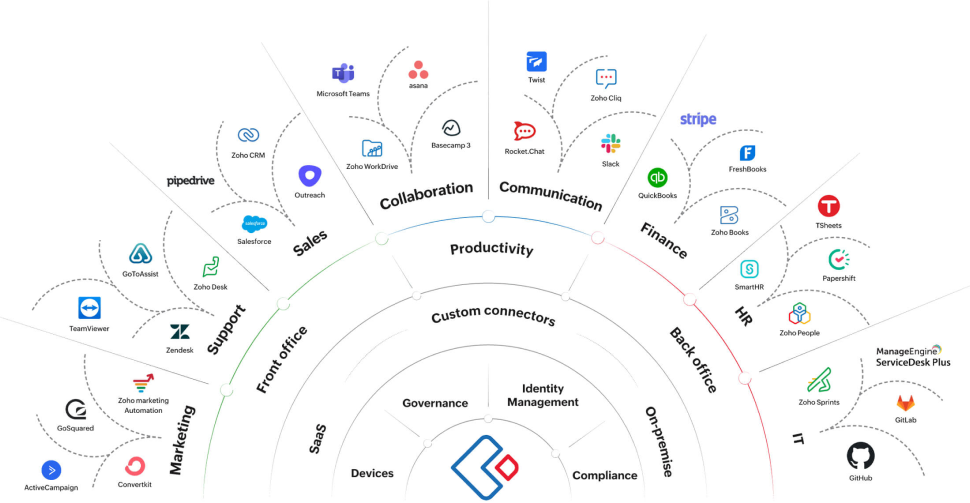 Marketing
Zoho marketing
Automation
GoSquared
ActiveCampaign
Convertkit
Support
GoToAssist
Zoho Desk
TeamViewer
Zendesk
Sales
Zoho CRM
pipedrive
Outreach
salesforce
Salesforce
Collaboration
Microsoft Teams
asana
Zoho WorkDrive
Basecamp 3
Communication
Twist
Zoho Cliq
Rocket.Chat
Slack
Finance
stripe
FreshBooks
QuickBooks
Zoho Books
HR
TSheets
SmartHR
Papershift
Zoho People
IT
ManageEngine
ServiceDesk Plus
Zoho Sprints
GitLab
GitHub
Front office
Productivity
Back office
SaaS
Custom connectors
On-premise
Devices
Governance
Identity
Management
Compliance